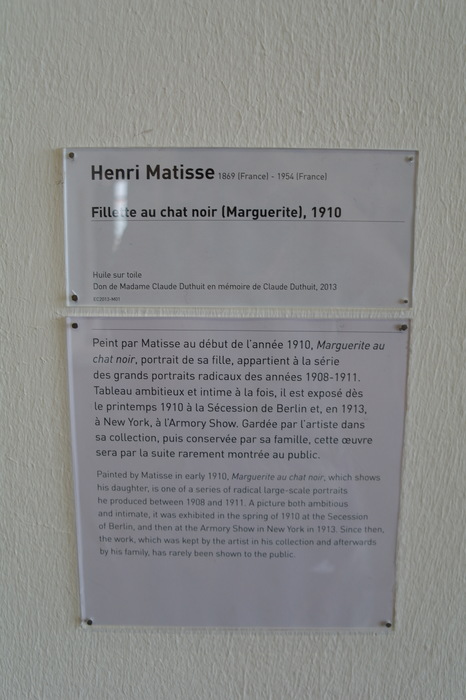 Henri Matisse 1869 (France) - 1954 (France)
Fillette au chat noir (Marguerite), 1910
Huile sur toile
Don de Madame Claude Duthuit en mémoire de Claude Duthuit, 2013
Peint par Matisse au début de l'année 1910, Marguerite au
chat noir, portrait de sa fille, appartient à la série
des grands portraits radicaux des années 1908-1911.
Tableau ambitieux et intime à la fois, il est exposé dès
le printemps 1910 à la Sécession de Berlin et, en 1913,
à New York, à l'Armory Show. Gardée par l'artiste dans
sa collection, puis conservée par sa famille, cette œuvre
sera par la suite rarement montrée au public.
Painted by Matisse in early 1910, Marguerite au chat noir, which shows
his daughter, is one of a series of radical large-scale portraits
he produced between 1908 and 1911. A picture both ambitious
and intimate, it was exhibited in the spring of 1910 at the Secession
of Berlin, and then at the Armory Show in New York in 1913. Since then,
the work, which was kept by the artist in his collection and afterwards
by his family, has rarely been shown to the public.